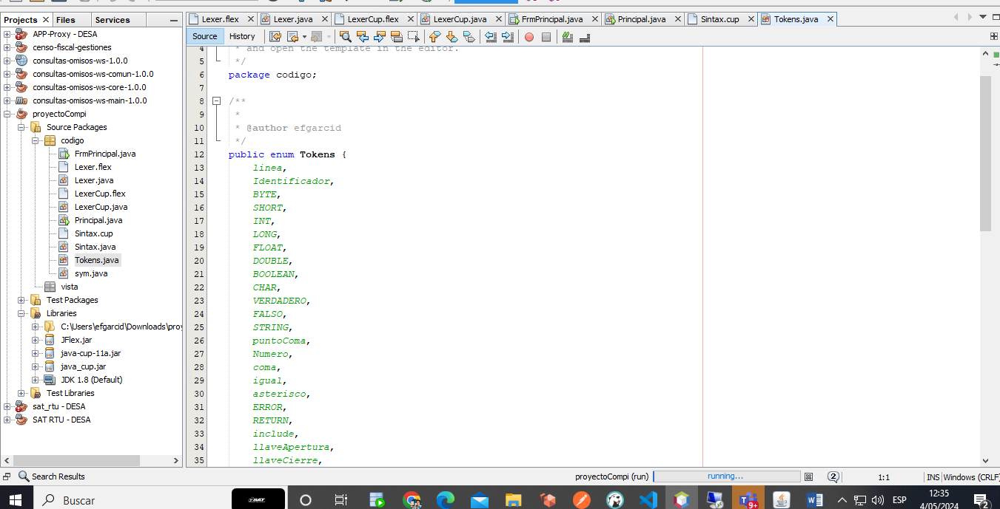 Projects
Files
Services
Lexer.flex
Lexer.java
LexerCup.flex
LexerCup.java
FrmPrincipal.java
Principal.java
Sintax.cup
Tokens.java
Source
History
APP-Proxy - DESA
censo-fiscal-gestiones
consultas-omisos-ws-1.0.0
consultas-omisos-ws-comun-1.0.0
consultas-omisos-ws-core-1.0.0
consultas-omisos-ws-main-1.0.0
proyectoCompi
Source Packages
codigo
FrmPrincipal.java
Lexer.flex
Lexer.java
LexerCup.flex
LexerCup.java
Principal.java
Sintax.cup
Sintax.java
Tokens.java
sym.java
vista
Test Packages
Libraries
C:\Users\efgarcid\Downloads\proy
JFlex.jar
java-cup-11a.jar
java_cup.jar
JDK 1.8 (Default)
Test Libraries
sat_rtu - DESA
SAT RTU - DESA
4 * and open the template in the editor.
5 */
6 package codigo;
7
8 /**
9 *
10 * @author efgarcid
11 */
12 public enum Tokens {
13 linea,
14 Identificador,
15 BYTE,
16 SHORT,
17 INT,
18 LONG,
19 FLOAT,
20 DOUBLE,
21 BOOLEAN,
22 CHAR,
23 VERDADERO,
24 FALSO,
25 STRING,
26 puntoComa,
27 Numero,
28 coma,
29 igual,
30 asterisco,
31 ERROR,
32 RETURN,
33 include,
34 llaveApertura,
35 llaveCierre,
Search Results
proyectoCompi (run)
running...
2
1:1
INS
Windows (CRLF
Buscar
SAT
9+
ESP
12:35
4/05/2024
2